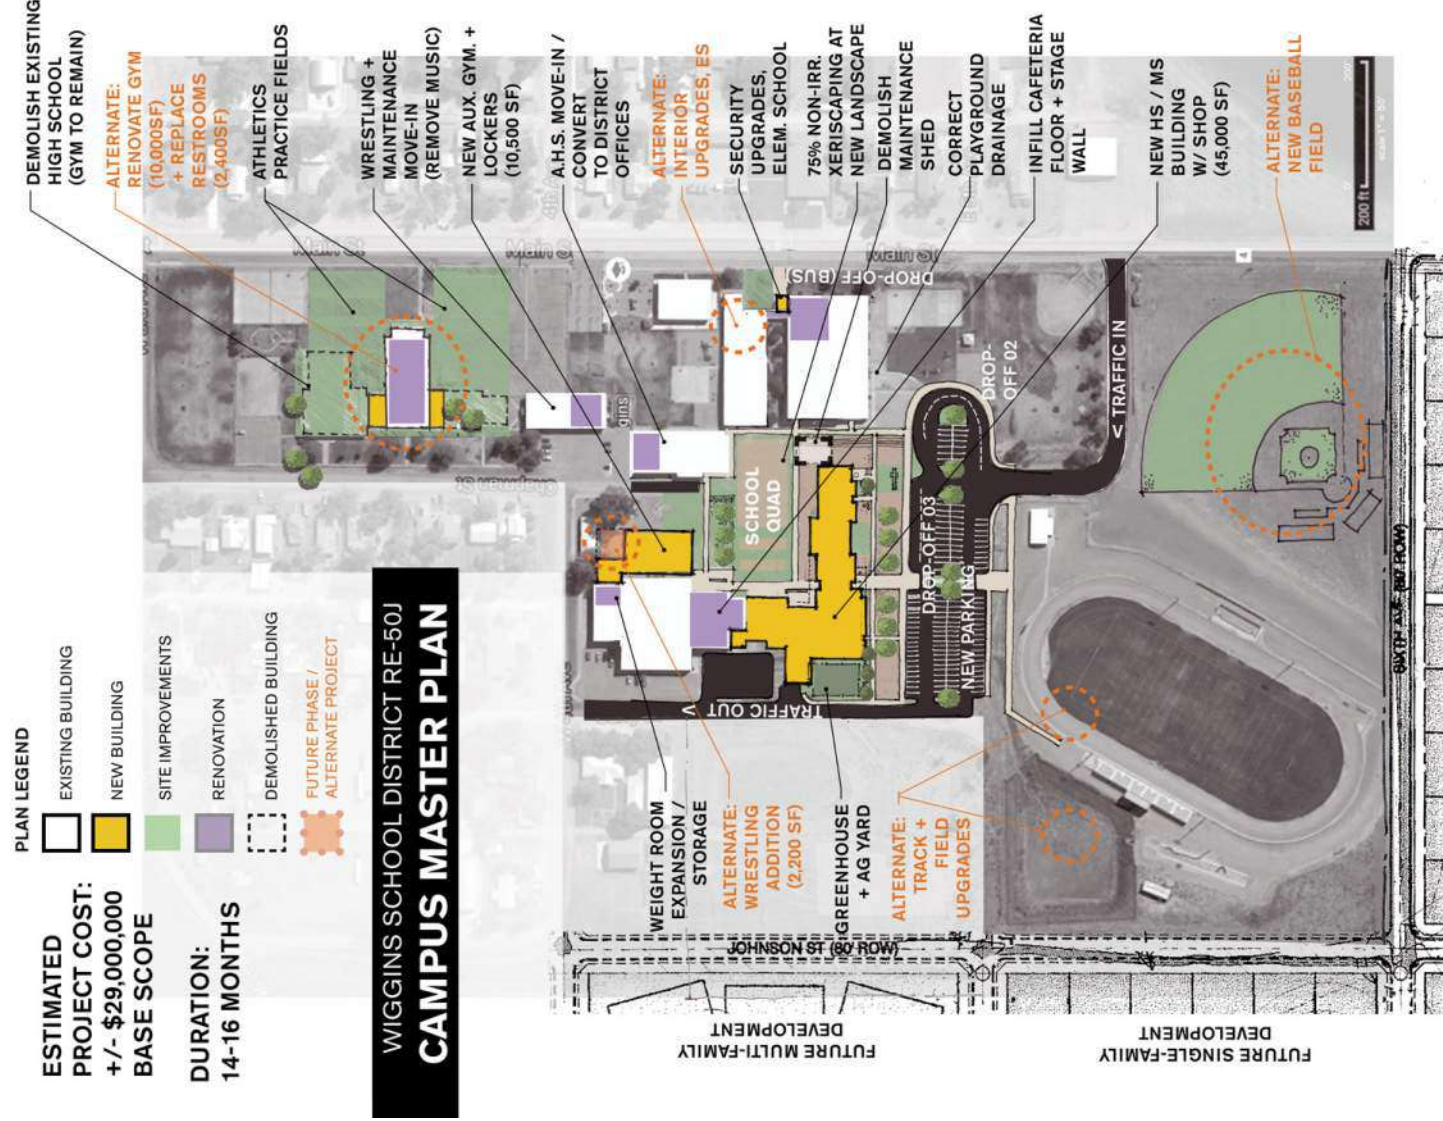 PLAN LEGEND
EXISTING BUILDING
NEW BUILDING
SITE IMPROVEMENTS
RENOVATION
DEMOLISHED BUILDING
FUTURE PHASE /
ALTERNATE PROJECT
ESTIMATED
PROJECT COST:
+/- $29,000,000
BASE SCOPE
DURATION:
14-16 MONTHS
WIGGINS SCHOOL DISTRICT RE-50J
CAMPUS MASTER PLAN
DEMOLISH EXISTING
HIGH SCHOOL
(GYM TO REMAIN)
ALTERNATE:
RENOVATE GYM
(10,000SF)
+ REPLACE
RESTROOMS
(2,400SF)
ATHLETICS
PRACTICE FIELDS
WRESTLING +
MAINTENANCE
MOVE-IN
(REMOVE MUSIC)
NEW AUX. GYM. +
LOCKERS
(10,500 SF)
A.H.S. MOVE-IN /
CONVERT
TO DISTRICT
OFFICES
ALTERNATE:
INTERIOR
UPGRADES, ES
SECURITY
UPGRADES,
ELEM. SCHOOL
75% NON-IRR.
XERISCAPING AT
NEW LANDSCAPE
DEMOLISH
MAINTENANCE
SHED
CORRECT
PLAYGROUND
DRAINAGE
INFILL CAFETERIA
FLOOR + STAGE
WALL
NEW HS / MS
BUILDING
W/ SHOP
(45,000 SF)
ALTERNATE:
NEW BASEBALL
FIELD
200 ft
Main St
Main S
Main St
Chapman St
gins
4
DROP-OFF (BUS)
SCHOOL
QUAD
DROP-
OFF 02
DROP-OFF 03
NEW PARKING
< TRAFFIC IN
TRAFFIC OUT >
WEIGHT ROOM
EXPANSION /
STORAGE
ALTERNATE:
WRESTLING
ADDITION
(2,200 SF)
GREENHOUSE
+ AG YARD
ALTERNATE:
TRACK +
FIELD
UPGRADES
JOHNSON ST (80' ROW)
SIXTH AVE (80' ROW)
FUTURE MULTI-FAMILY
DEVELOPMENT
FUTURE SINGLE-FAMILY
DEVELOPMENT